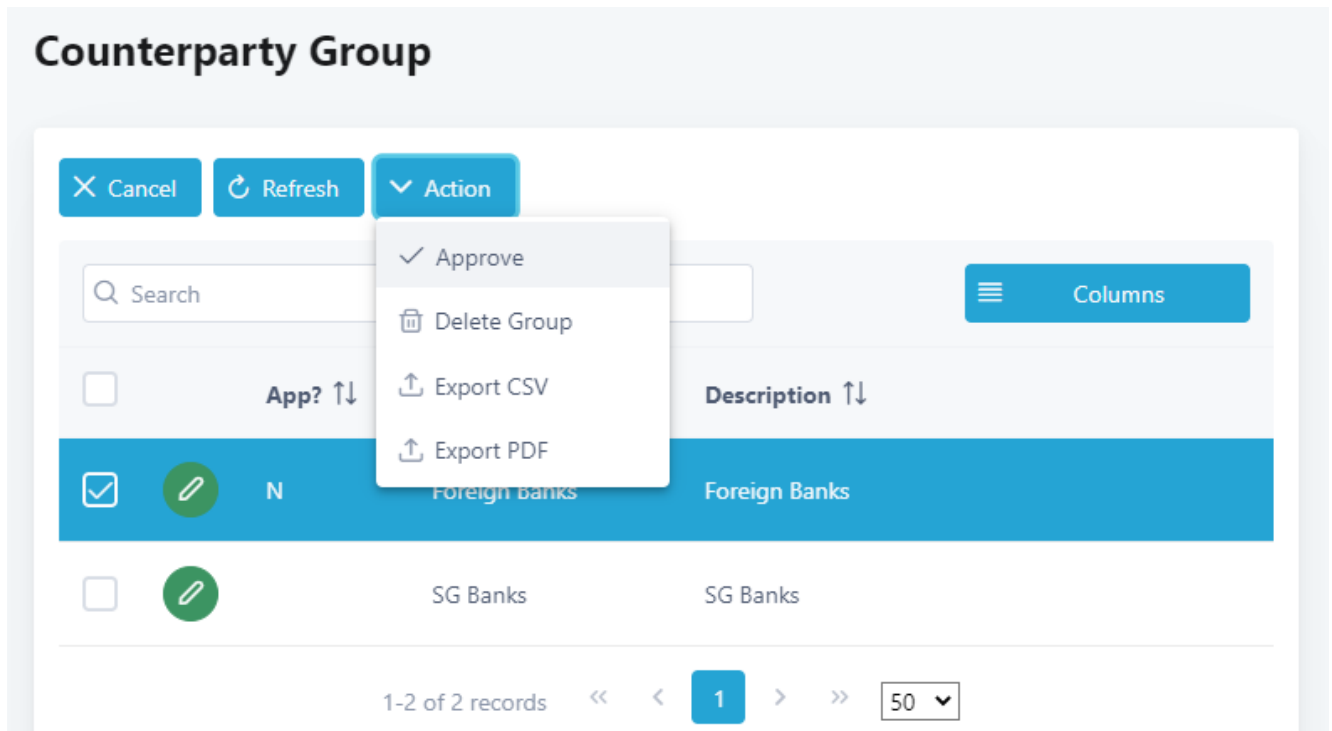 Counterparty Group
Cancel Refresh Action
Approve
Search Columns
Delete Group
App? Export CSV Description
Export PDF
N Foreign Banks Foreign Banks
SG Banks SG Banks
1-2 of 2 records « < 1 > » 50